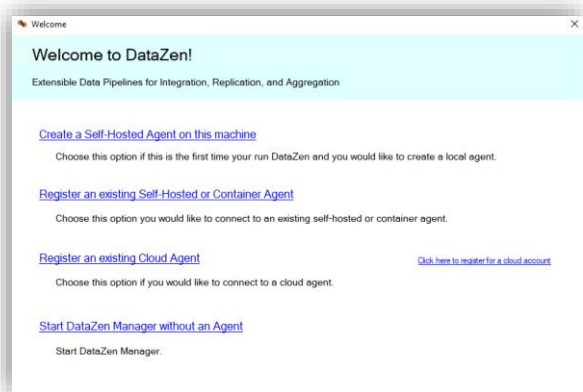 Welcome
Welcome to DataZen!
Extensible Data Pipelines for Integration, Replication, and Aggregation
Create a Self-Hosted Agent on this machine
Choose this option if this is the first time your run DataZen and you would like to create a local agent.
Register an existing Self-Hosted or Container Agent
Choose this option you would like to connect to an existing self-hosted or container agent.
Register an existing Cloud Agent
Click here to register for a cloud account
Choose this option if you would like to connect to a cloud agent.
Start DataZen Manager without an Agent
Start DataZen Manager.